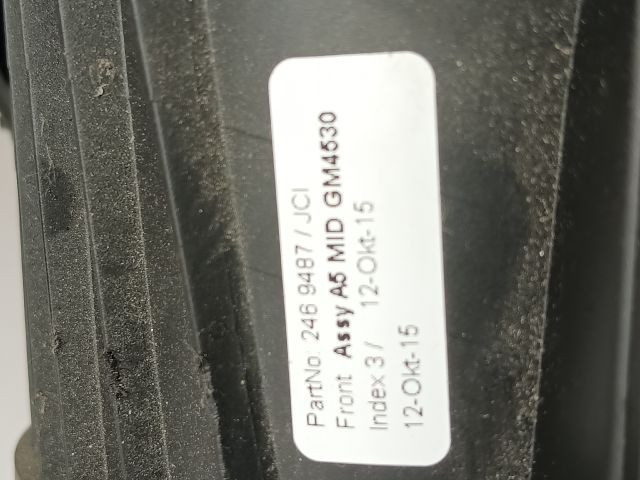 PartNo: 246 9487 / JCI
Front Assy A5 MID GM4530
Index 3 / 12-Okt-15
12-Okt-15